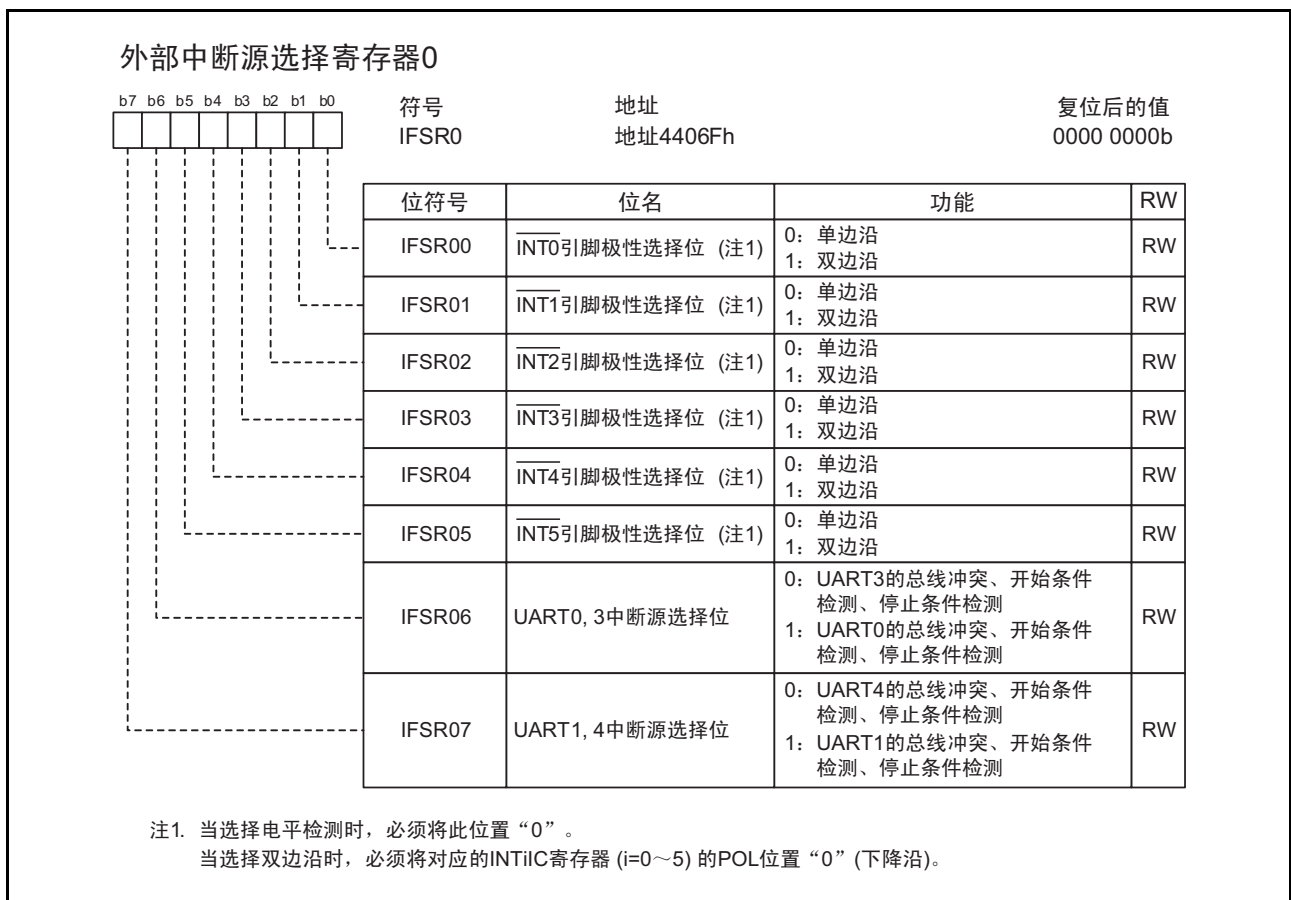 外部中断源选择寄存器0
b7 b6 b5 b4 b3 b2 b1 b0
符号 地址 复位后的值
IFSR0 地址4406Fh 0000 0000b
位符号 位名 功能 RW
IFSR00 INT0引脚极性选择位 (注1) 0：单边沿 RW
1：双边沿
IFSR01 INT1引脚极性选择位 (注1) 0：单边沿 RW
1：双边沿
IFSR02 INT2引脚极性选择位 (注1) 0：单边沿 RW
1：双边沿
IFSR03 INT3引脚极性选择位 (注1) 0：单边沿 RW
1：双边沿
IFSR04 INT4引脚极性选择位 (注1) 0：单边沿 RW
1：双边沿
IFSR05 INT5引脚极性选择位 (注1) 0：单边沿 RW
1：双边沿
IFSR06 UART0, 3中断源选择位 0：UART3的总线冲突、开始条件 RW
检测、停止条件检测
1：UART0的总线冲突、开始条件
检测、停止条件检测
IFSR07 UART1, 4中断源选择位 0：UART4的总线冲突、开始条件 RW
检测、停止条件检测
1：UART1的总线冲突、开始条件
检测、停止条件检测
注1. 当选择电平检测时，必须将此位置“0”。
当选择双边沿时，必须将对应的INTiIC寄存器 (i=0～5) 的POL位置“0” (下降沿)。